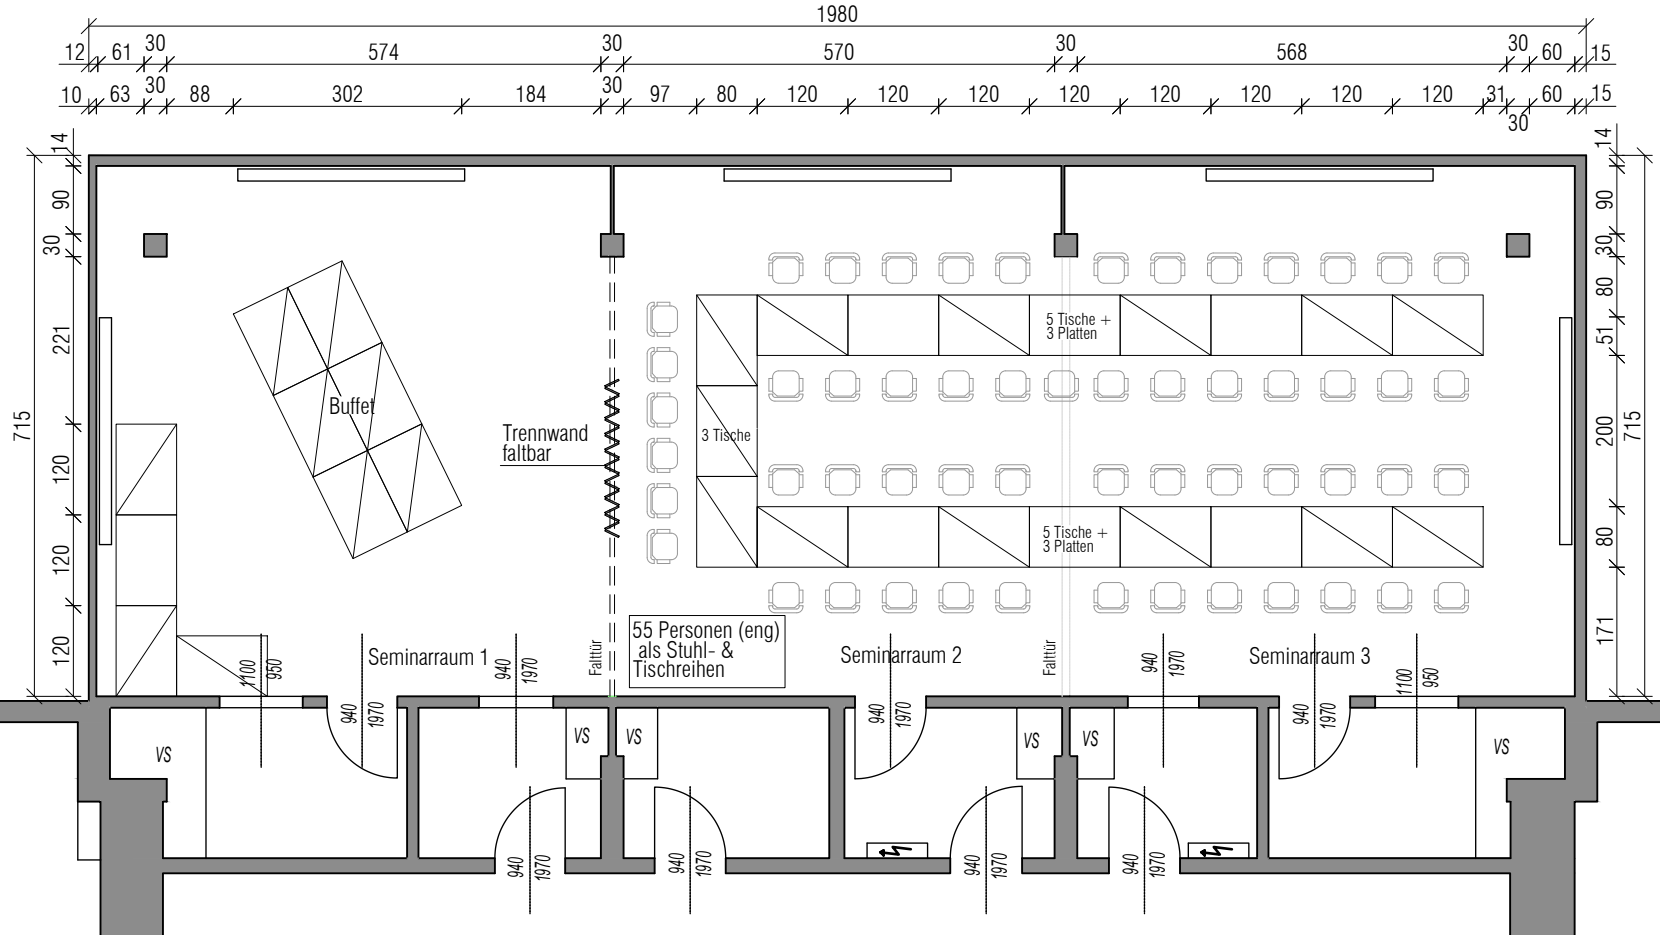 1980
12 61 30 574 30 570 30 568 30 60 15
10 63 30 88 302 184 30 97 80 120 120 120 120 120 120 120 120 31 30 60 15
14
90
30
221
120
120
120
715
14
90
30
80
51
200
80
171
715
Buffet
Trennwand
faltbar
3 Tische
5 Tische +
3 Platten
5 Tische +
3 Platten
55 Personen (eng)
als Stuhl- &
Tischreihen
Seminarraum 1
Seminarraum 2
Seminarraum 3
Falttür
Falttür
1100
950
940
1970
940
1970
940
1970
940
1970
940
1970
1100
950
VS
VS
VS
VS
VS
VS
940
1970
940
1970
940
1970
940
1970